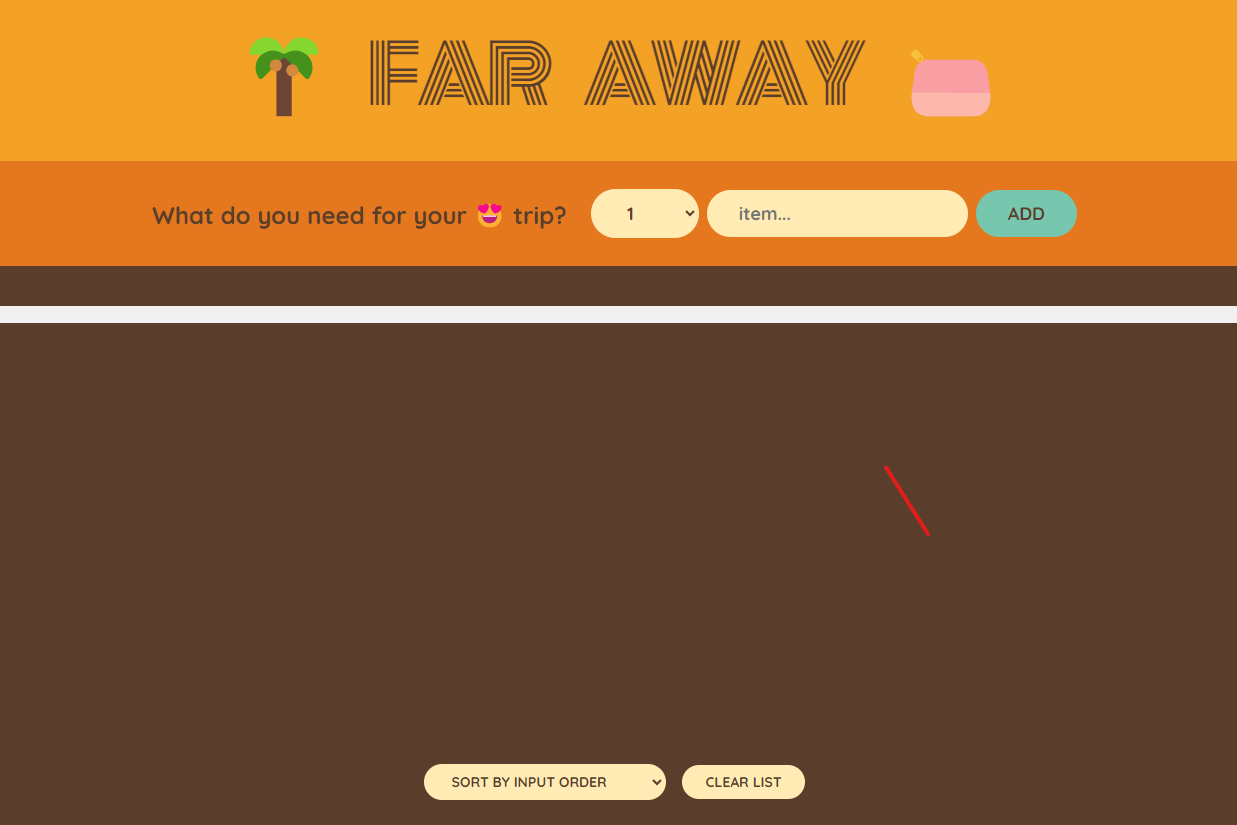 FAR AWAY
What do you need for your 😍 trip? 1 item... ADD
SORT BY INPUT ORDER CLEAR LIST